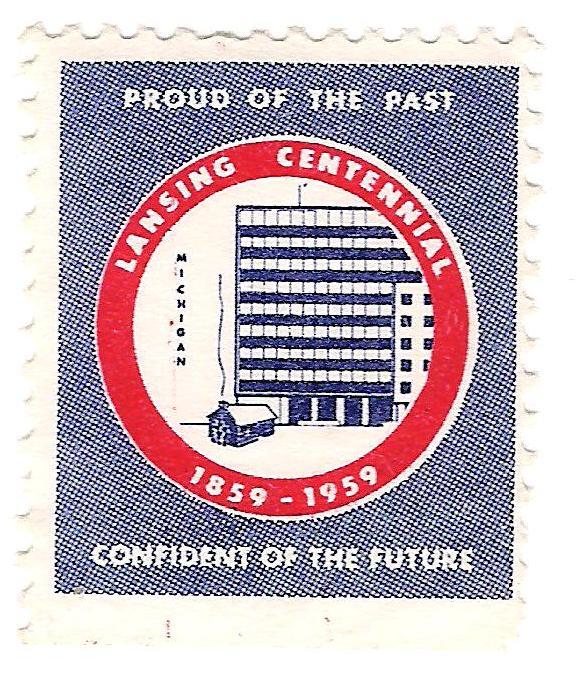 PROUD OF THE PAST
LANSING CENTENNIAL
MICHIGAN
1859 - 1959
CONFIDENT OF THE FUTURE